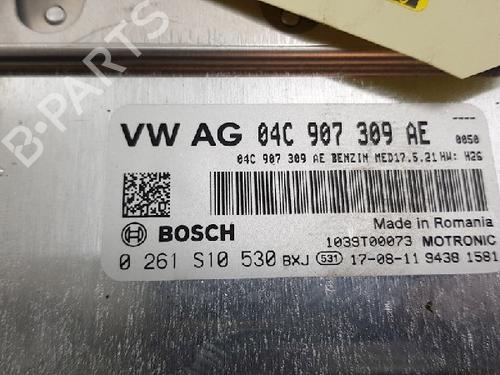 VW AG 04C 907 309 AE
----
0050
04C 907 309 AE BENZIN MED17.5.21 HW: H26
Made in Romania
BOSCH
1039T00073 MOTRONIC
0 261 S10 530 BXJ 531 17-08-11 9438 1581
B-Parts